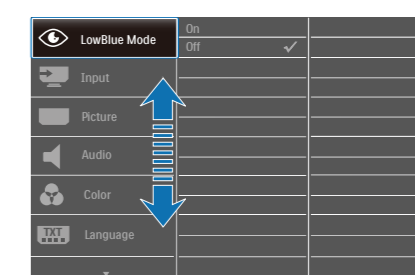 LowBlue Mode
On
Off
Input
Picture
Audio
Color
TXT
Language